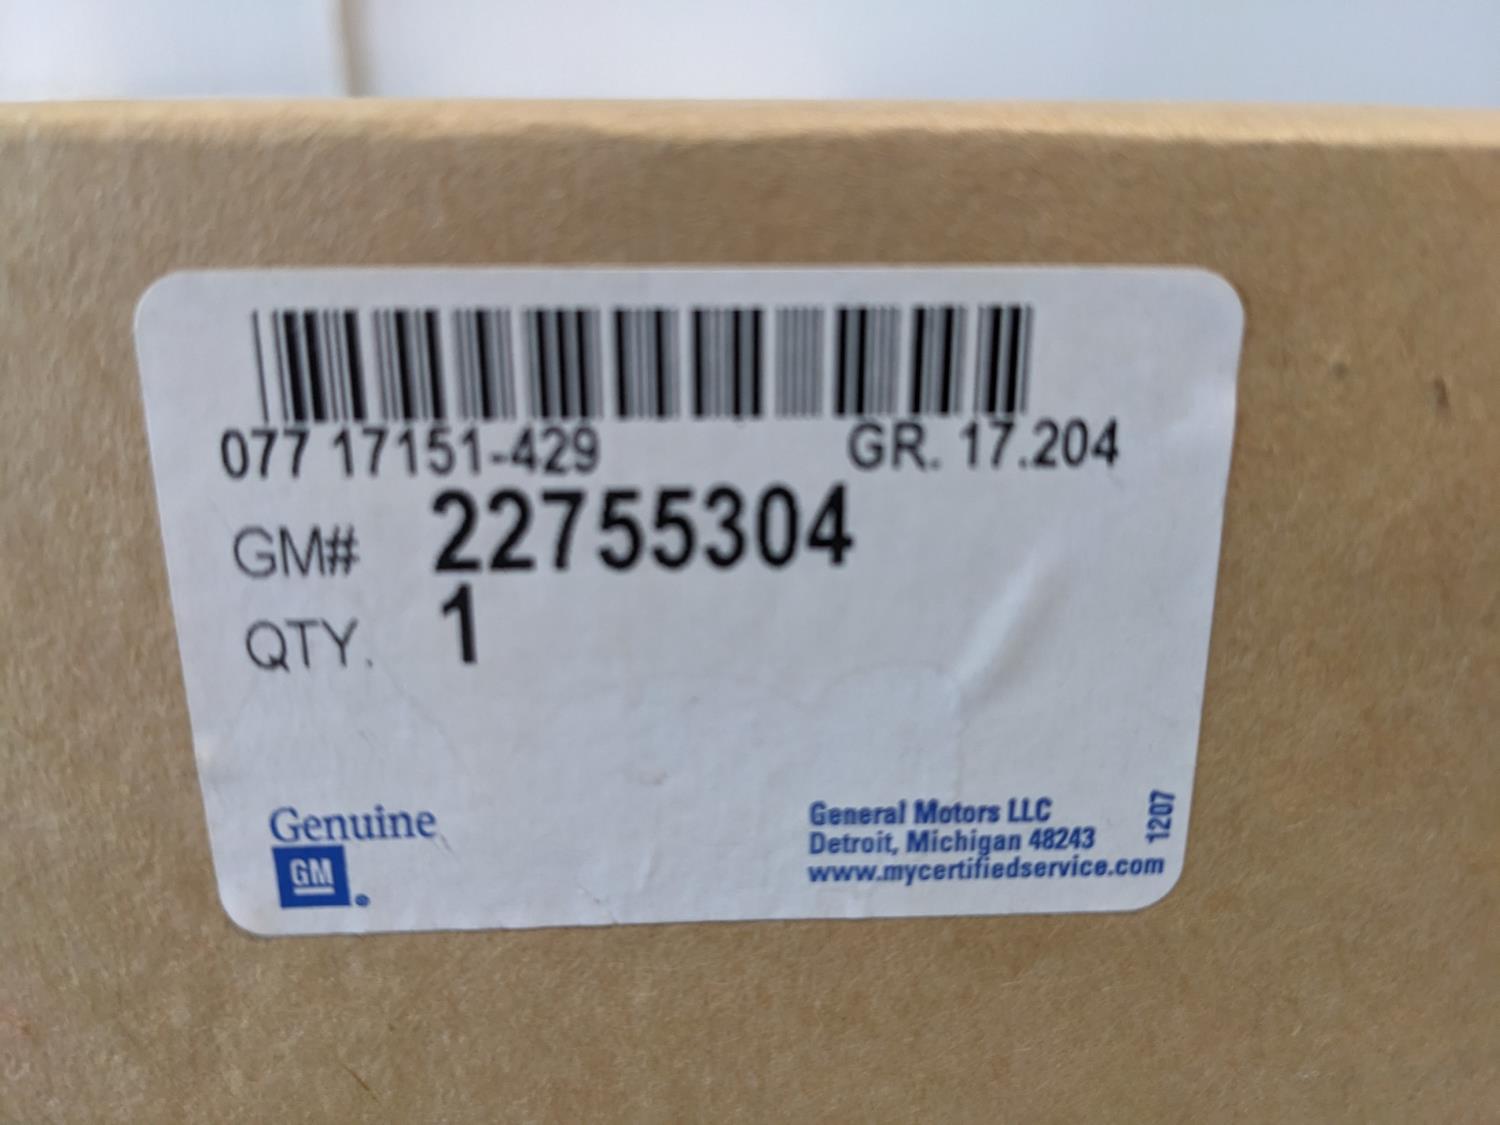 077 17151-429 GR. 17.204
GM# 22755304
QTY. 1
Genuine
GM
General Motors LLC
Detroit, Michigan 48243
www.mycertifiedservice.com
1207